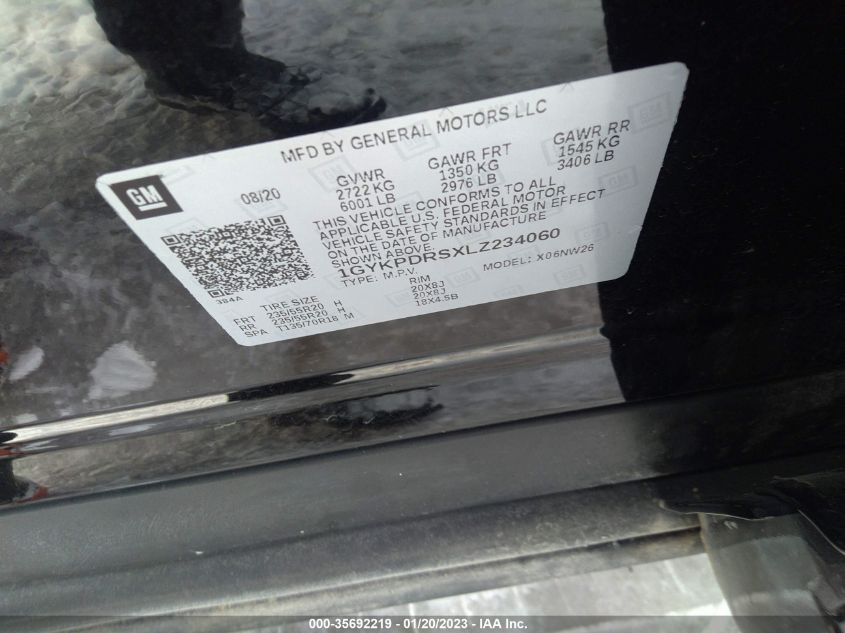 MFD BY GENERAL MOTORS LLC
GM
08/20
GVWR
2722 KG
6001 LB
GAWR FRT
1350 KG
2976 LB
GAWR RR
1545 KG
3406 LB
THIS VEHICLE CONFORMS TO ALL
APPLICABLE U.S. FEDERAL MOTOR
VEHICLE SAFETY STANDARDS IN EFFECT
ON THE DATE OF MANUFACTURE
SHOWN ABOVE.
1GYKPDRSXLZ234060
TYPE: M.P.V. MODEL: X06NW26
384A
TIRE SIZE RIM
FRT 235/55R20 H 20X8J
RR 235/55R20 H 20X8J
SPA T135/70R18 M 18X4.5B
000-35692219 - 01/20/2023 - IAA Inc.